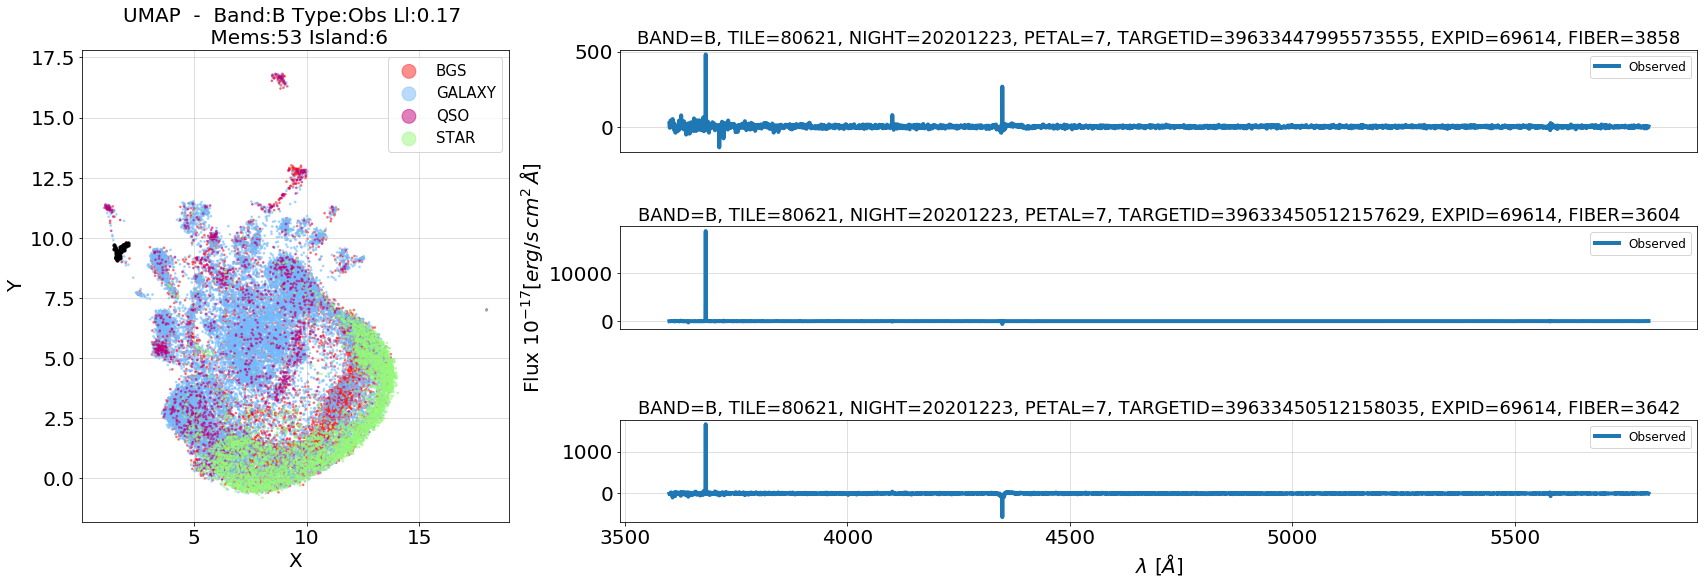 UMAP  -  Band:B Type:Obs Ll:0.17
Mems:53 Island:6
17.5
15.0
12.5
10.0
7.5
5.0
2.5
0.0
Y
5
10
15
X
BGS
GALAXY
QSO
STAR
Flux 10⁻¹⁷[erg/s cm² Å]
BAND=B, TILE=80621, NIGHT=20201223, PETAL=7, TARGETID=39633447995573555, EXPID=69614, FIBER=3858
500
0
Observed
BAND=B, TILE=80621, NIGHT=20201223, PETAL=7, TARGETID=39633450512157629, EXPID=69614, FIBER=3604
10000
0
Observed
BAND=B, TILE=80621, NIGHT=20201223, PETAL=7, TARGETID=39633450512158035, EXPID=69614, FIBER=3642
1000
0
Observed
3500
4000
4500
5000
5500
λ [Å]